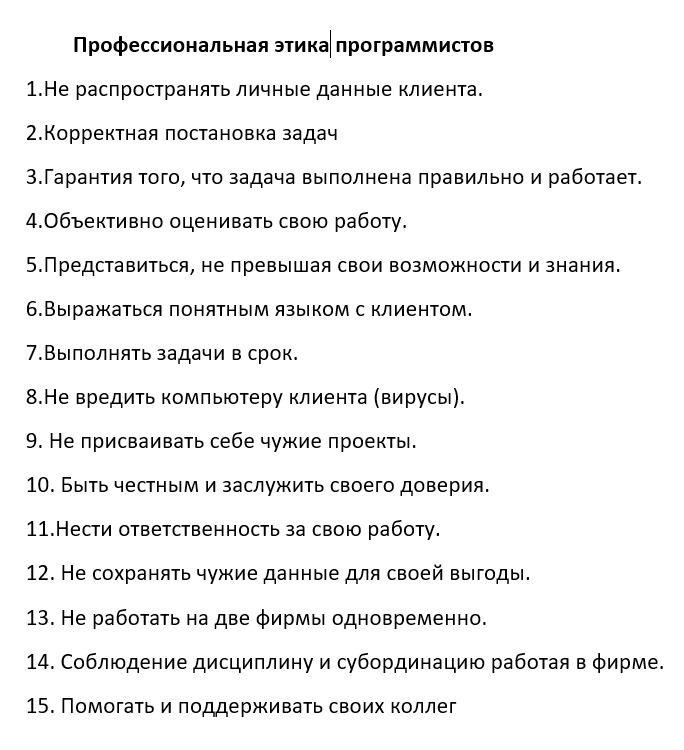 Профессиональная этика программистов
1.Не распространять личные данные клиента.
2.Корректная постановка задач
3.Гарантия того, что задача выполнена правильно и работает.
4.Объективно оценивать свою работу.
5.Представиться, не превышая свои возможности и знания.
6.Выражаться понятным языком с клиентом.
7.Выполнять задачи в срок.
8.Не вредить компьютеру клиента (вирусы).
9. Не присваивать себе чужие проекты.
10. Быть честным и заслужить своего доверия.
11.Нести ответственность за свою работу.
12. Не сохранять чужие данные для своей выгоды.
13. Не работать на две фирмы одновременно.
14. Соблюдение дисциплину и субординацию работая в фирме.
15. Помогать и поддерживать своих коллег